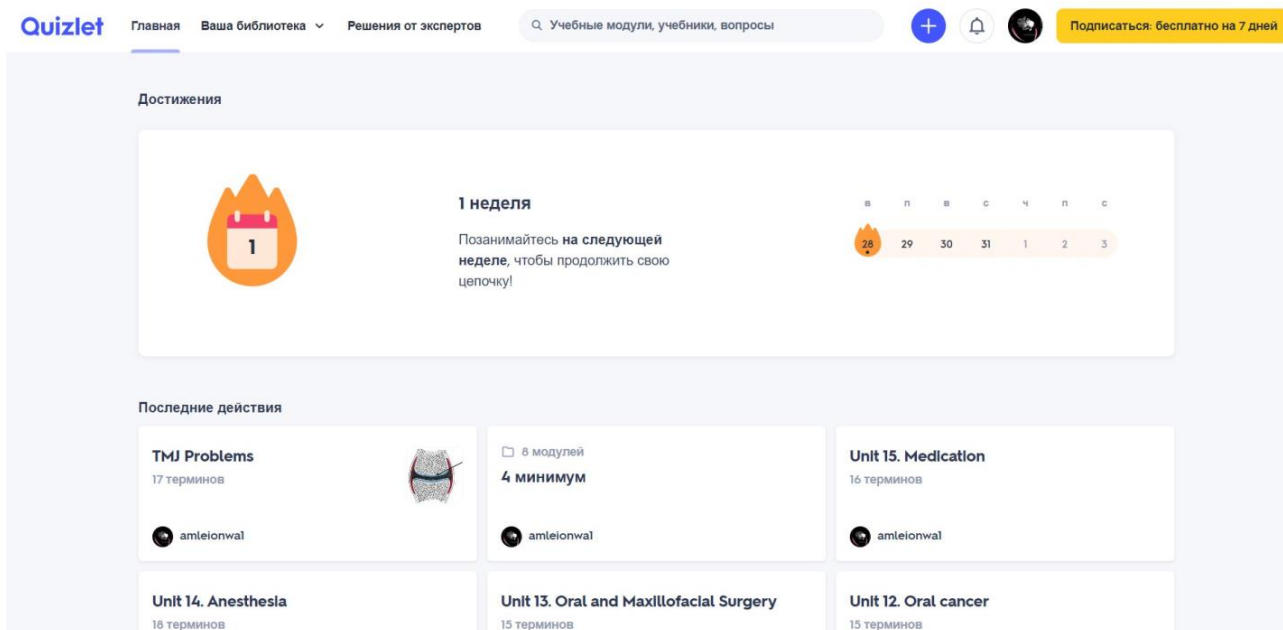 Quizlet
Главная Ваша библиотека Решения от экспертов Учебные модули, учебники, вопросы Подписаться: бесплатно на 7 дней
Достижения
1
1 неделя
Позанимайтесь на следующей
неделе, чтобы продолжить свою
цепочку!
в п в с ч п с
28 29 30 31 1 2 3
Последние действия
TMJ Problems
17 терминов
amleionwa1
8 модулей
4 минимум
amleionwa1
Unit 15. Medication
16 терминов
amleionwa1
Unit 14. Anesthesia
18 терминов
Unit 13. Oral and Maxillofacial Surgery
15 терминов
Unit 12. Oral cancer
15 терминов